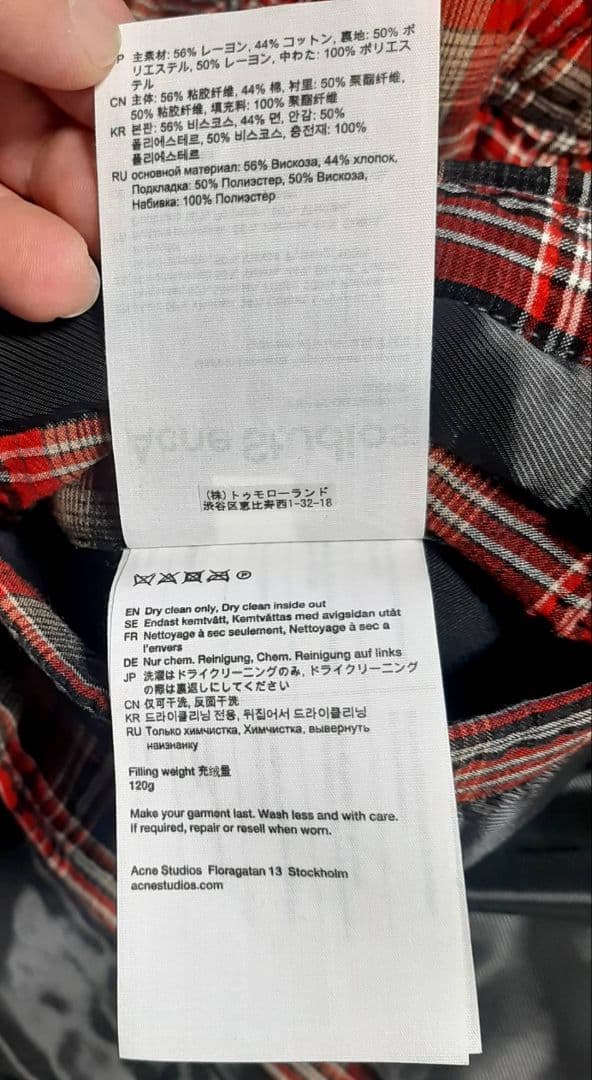 P 主素材: 56% レーヨン, 44% コットン, 裏地: 50% ポ
リエステル, 50% レーヨン, 中わた: 100% ポリエス
テル
CN 主体: 56% 粘胶纤维, 44% 棉, 衬里: 50% 聚酯纤维,
50% 粘胶纤维, 填充料: 100% 聚酯纤维
KR 본판: 56% 비스코스, 44% 면, 안감: 50%
폴리에스테르, 50% 비스코스, 충전재: 100%
폴리에스테르
RU основной материал: 56% Вискоза, 44% хлопок,
Подкладка: 50% Полиэстер, 50% Вискоза,
Набивка: 100% Полиэстер
Acne Studios
(株)トゥモローランド
渋谷区恵比寿西1-32-18
EN Dry clean only, Dry clean inside out
SE Endast kemtvätt, Kemtvättas med avigsidan utåt
FR Nettoyage à sec seulement, Nettoyage à sec a
l'envers
DE Nur chem. Reinigung, Chem. Reinigung auf links
JP 洗濯はドライクリーニングのみ, ドライクリーニング
の際は裏返しにしてください
CN 仅可干洗, 反面干洗
KR 드라이클리닝 전용, 뒤집어서 드라이클리닝
RU Только химчистка, Химчистка, вывернуть
наизнанку
Filling weight 充绒量
120g
Make your garment last. Wash less and with care.
If required, repair or resell when worn.
Acne Studios Floragatan 13 Stockholm
acnestudios.com